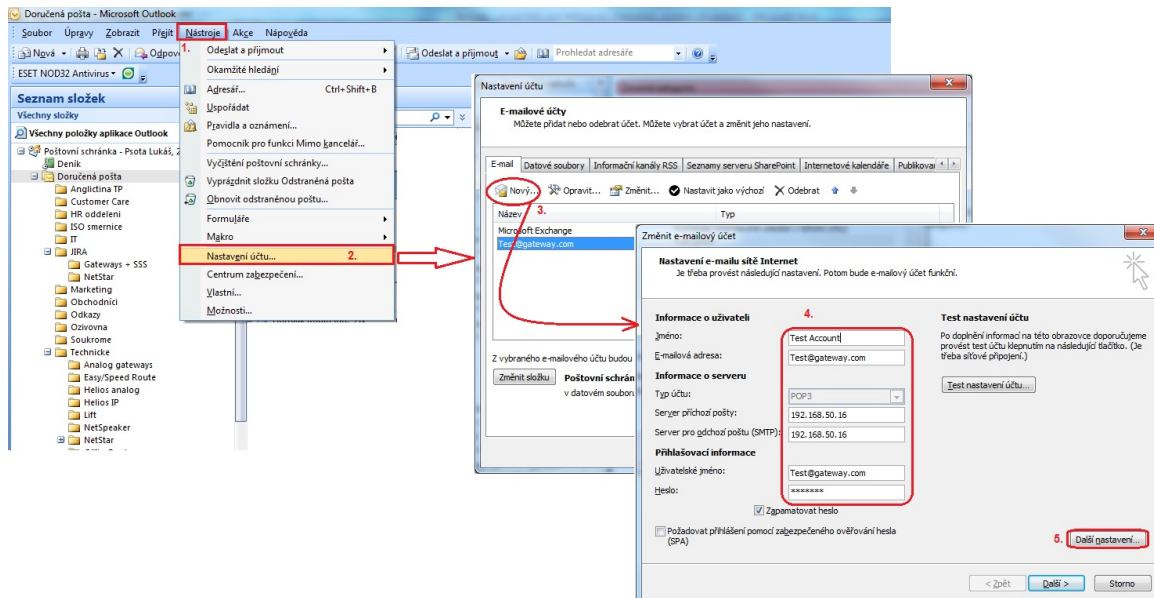 Doručená pošta - Microsoft Outlook
Soubor Úpravy Zobrazit Přejít Nástroje Akce Nápověda
1.
Nová Odpov Odeslat a přijmout Prohledat adresáře
ESET NOD32 Antivirus
Seznam složek
Všechny složky
Všechny položky aplikace Outlook
Poštovní schránka - Psota Lukáš, 2
Deník
Doručená pošta
Anglictina TP
Customer Care
HR oddeleni
ISO smernice
IT
JIRA
Gateways + SSS
NetStar
Marketing
Obchodníci
Odkazy
Ozivovna
Soukrome
Technicke
Analog gateways
Easy/Speed Route
Helios analog
Helios IP
Lift
NetSpeaker
NetStar
Odeslat a přijmout
Okamžité hledání
Adresář... Ctrl+Shift+B
Uspořádat
Pravidla a oznámení...
Pomocník pro funkci Mimo kancelář...
Vyčištění poštovní schránky...
Vyprázdnit složku Odstraněná pošta
Obnovit odstraněnou poštu...
Formuláře
Makro
Nastavení účtu... 2.
Centrum zabezpečení...
Vlastní...
Možnosti...
Nastavení účtu
E-mailové účty
Můžete přidat nebo odebrat účet. Můžete vybrat účet a změnit jeho nastavení.
E-mail Datové soubory Informační kanály RSS Seznamy serveru SharePoint Internetové kalendáře Publikovan
Nový... Opravit... Změnit... Nastavit jako výchozí Odebrat
3.
Název Typ
Microsoft Exchange
Test@gateway.com
Z vybraného e-mailového účtu budou
Změnit složku Poštovní schrán
v datovém soubor
Změnit e-mailový účet
Nastavení e-mailu sítě Internet
Je třeba provést následující nastavení. Potom bude e-mailový účet funkční.
Informace o uživateli 4. Test nastavení účtu
Jméno: Test Account
Po doplnění informací na této obrazovce doporučujeme
provést test účtu klepnutím na následující tlačítko. (Je
třeba síťové připojení.)
E-mailová adresa: Test@gateway.com
Informace o serveru
Test nastavení účtu...
Typ účtu: POP3
Server příchozí pošty: 192.168.50.16
Server pro odchozí poštu (SMTP): 192.168.50.16
Přihlašovací informace
Uživatelské jméno: Test@gateway.com
Heslo: *******
Zapamatovat heslo
Požadovat přihlášení pomocí zabezpečeného ověřování hesla
(SPA)
5. Další nastavení...
< Zpět Další > Storno